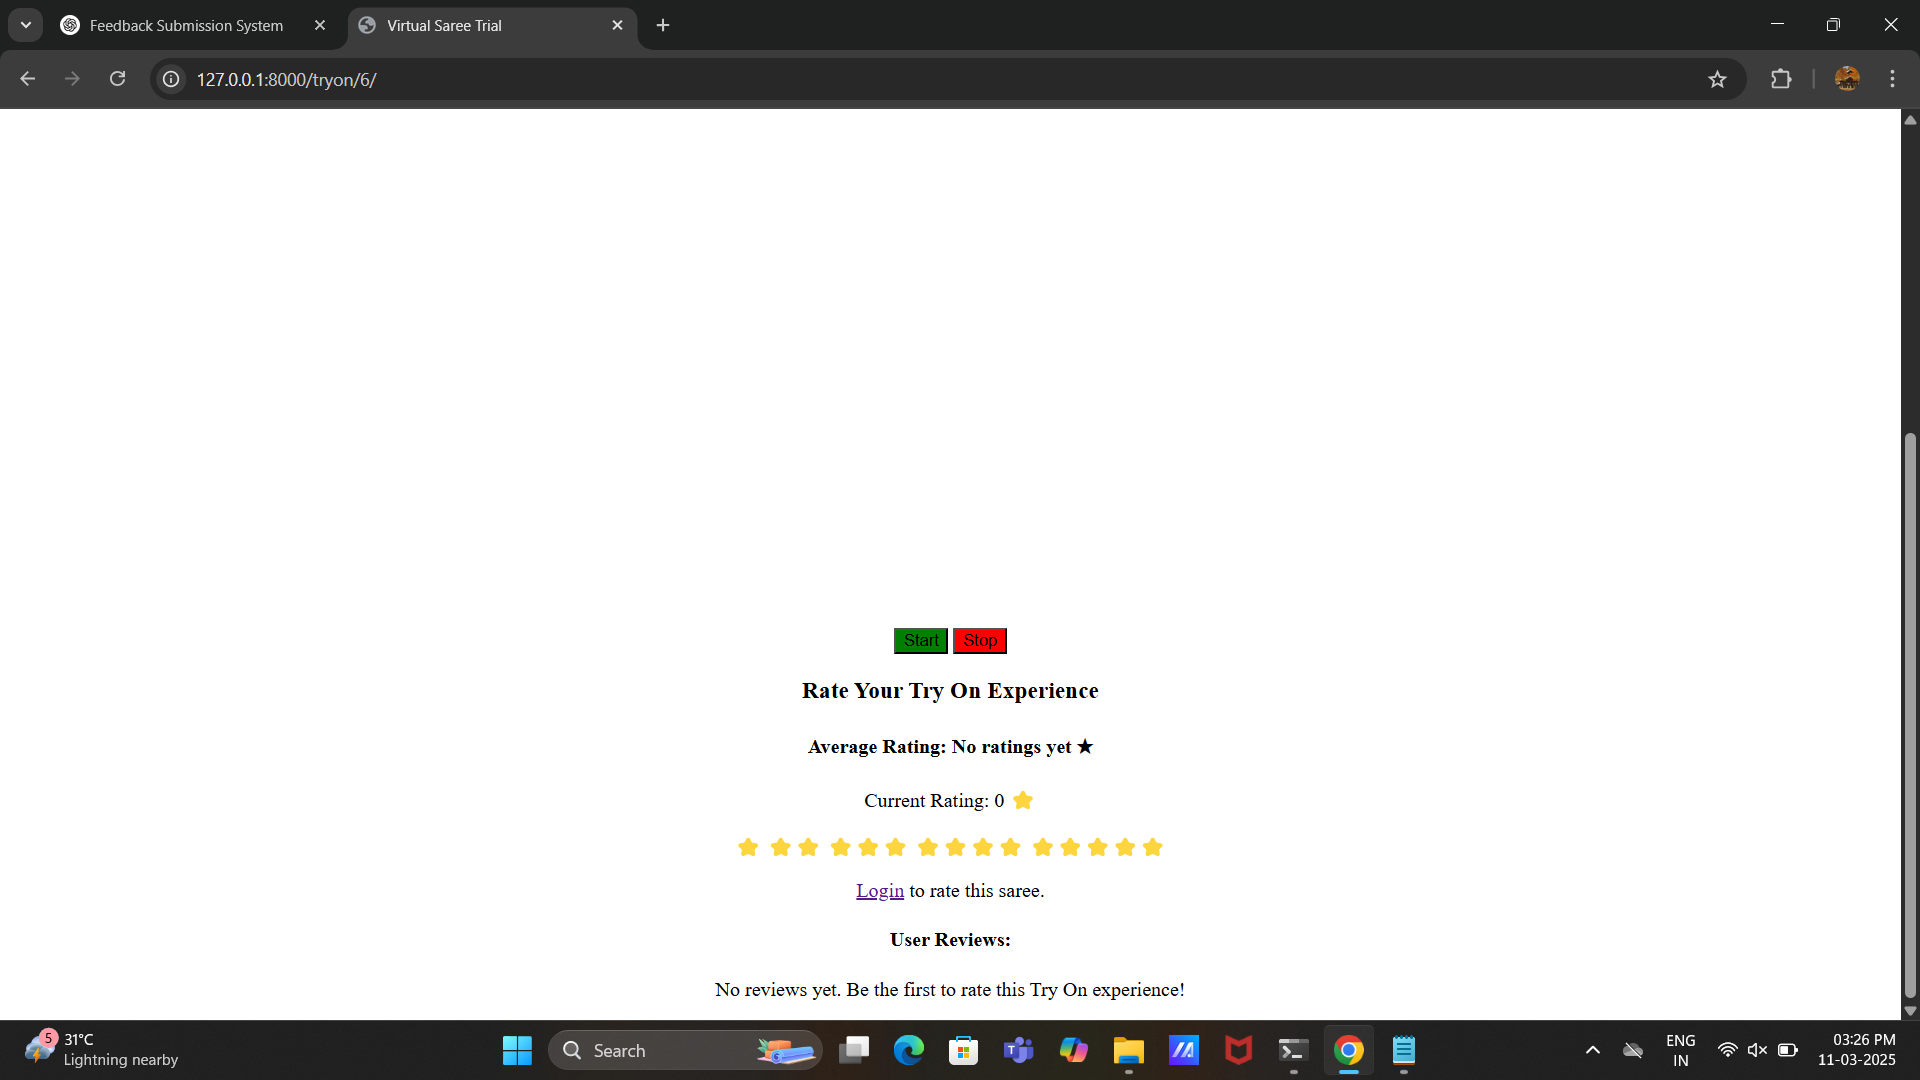 Feedback Submission System
Virtual Saree Trial
127.0.0.1:8000/tryon/6/
Start Stop
Rate Your Try On Experience
Average Rating: No ratings yet ★
Current Rating: 0 ⭐
⭐ ⭐⭐ ⭐⭐⭐ ⭐⭐⭐⭐ ⭐⭐⭐⭐⭐
Login to rate this saree.
User Reviews:
No reviews yet. Be the first to rate this Try On experience!
5
31°C
Lightning nearby
Search
ENG
IN
03:26 PM
11-03-2025